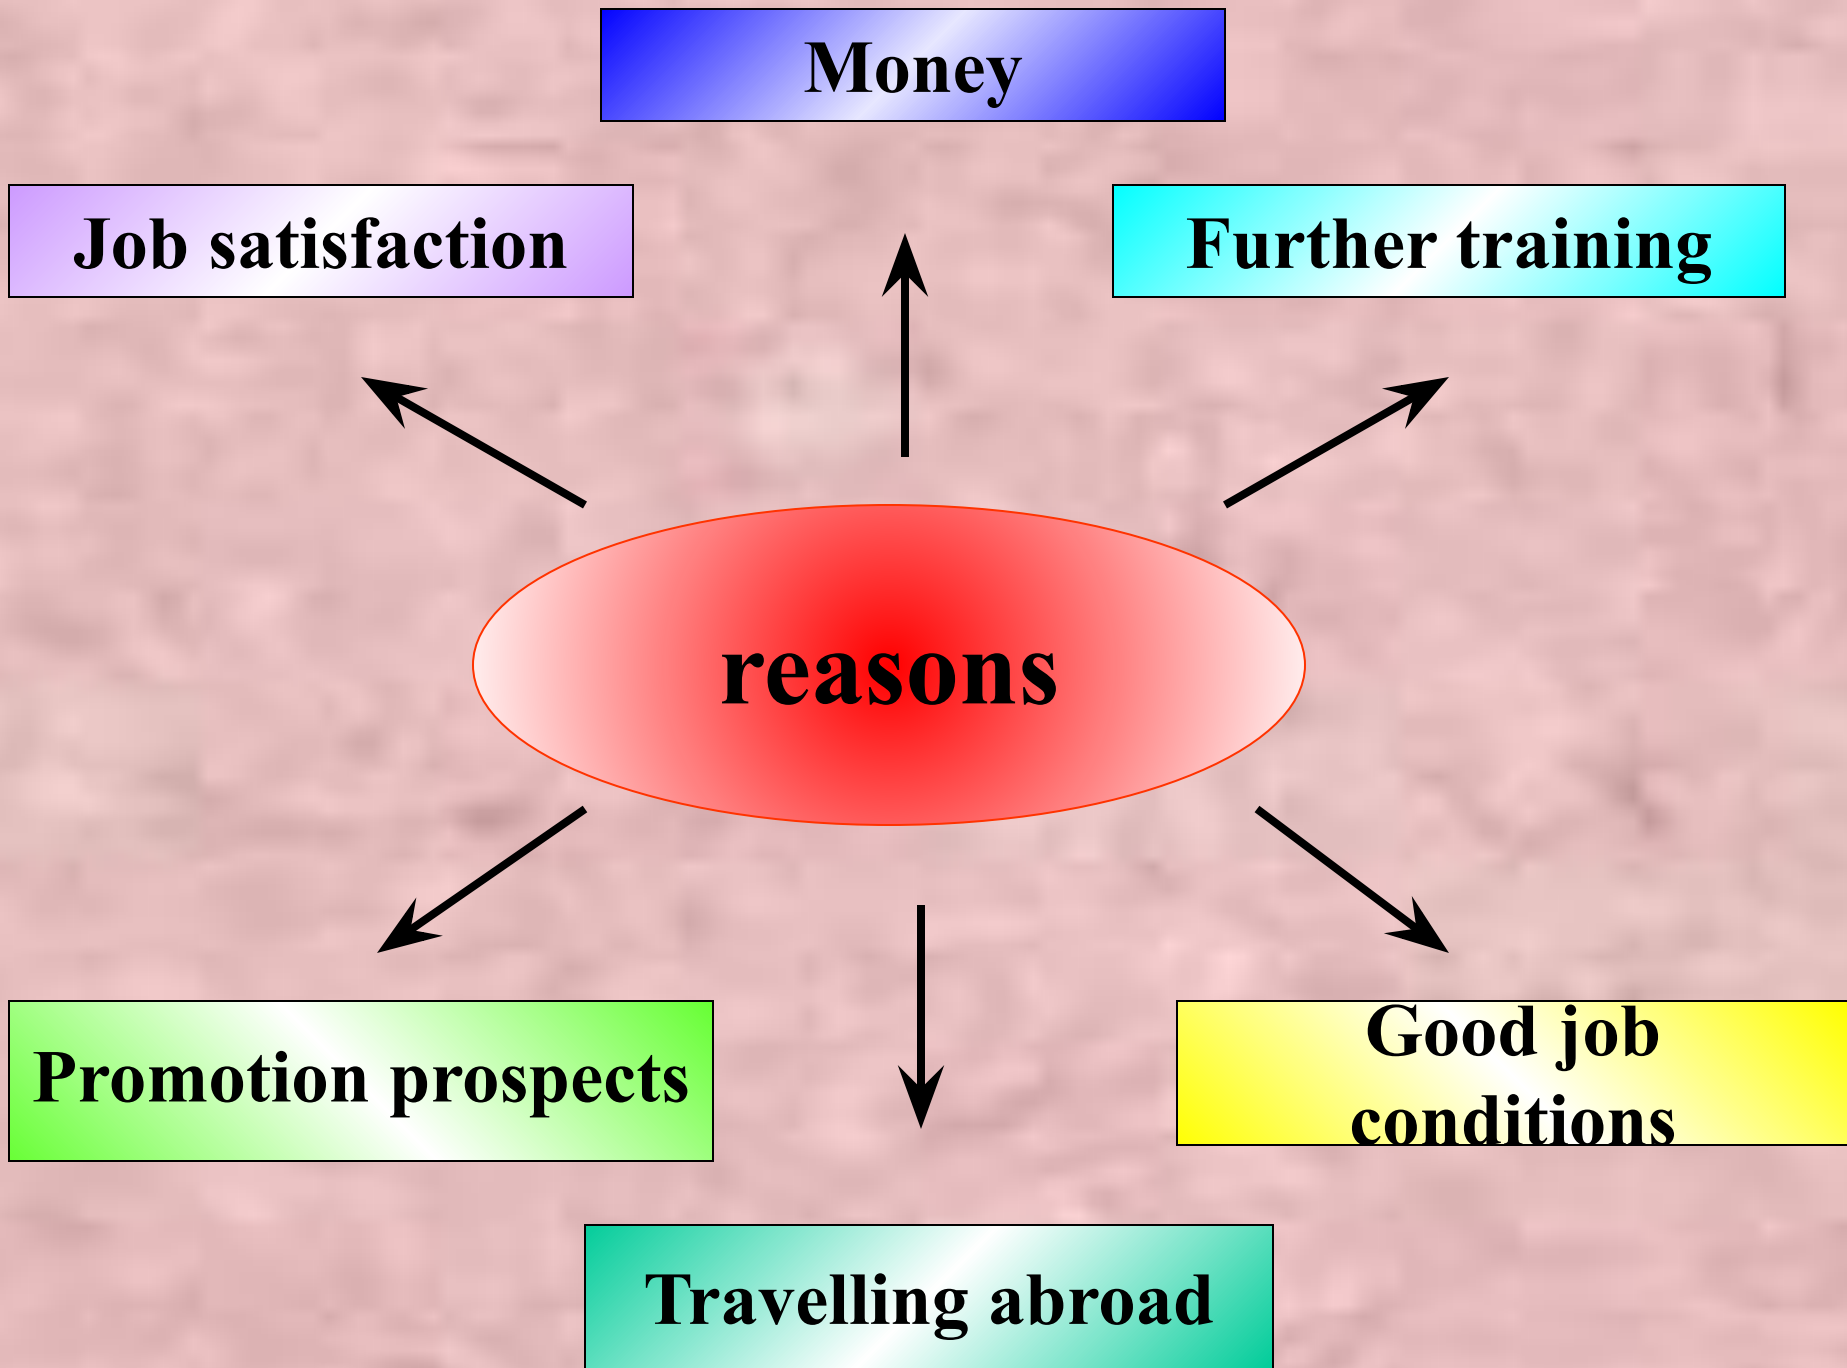 Money
Job satisfaction
Further training
reasons
Promotion prospects
Good job
conditions
Travelling abroad